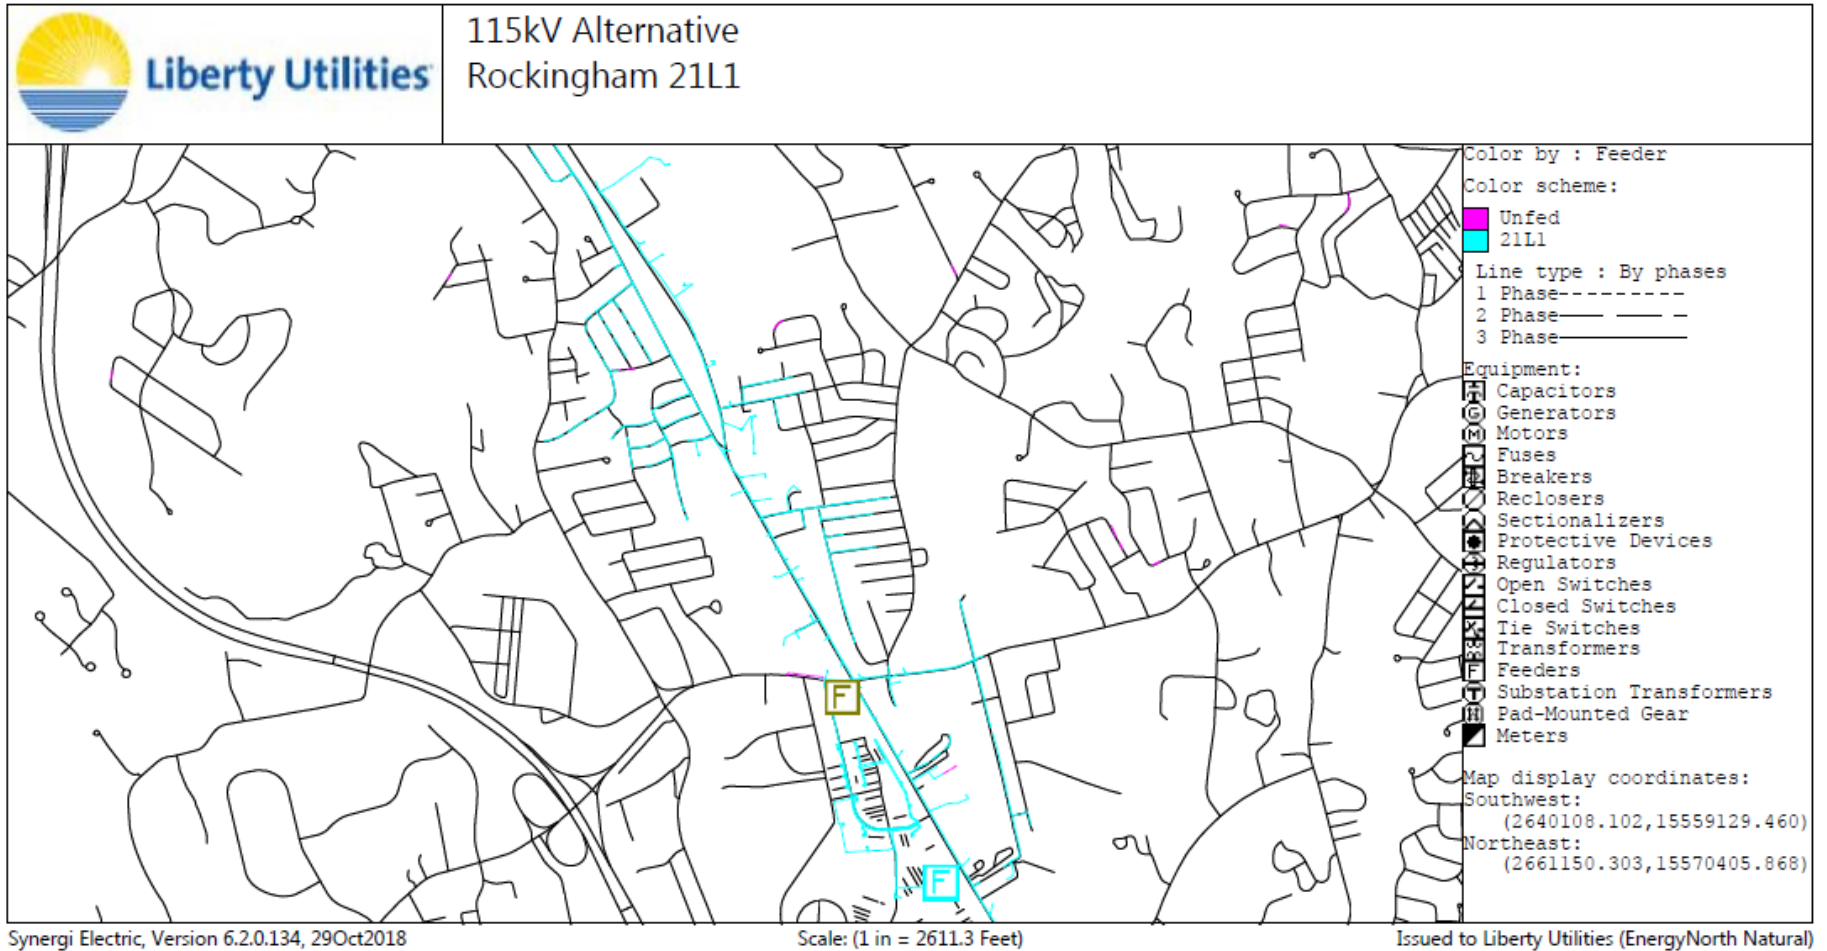 Liberty Utilities
115kV Alternative
Rockingham 21L1
Color by : Feeder
Color scheme:
Unfed
21L1
Line type : By phases
1 Phase
2 Phase
3 Phase
Equipment:
Capacitors
G Generators
M Motors
Fuses
Breakers
Reclosers
Sectionalizers
Protective Devices
Regulators
Open Switches
Closed Switches
Tie Switches
Transformers
F Feeders
T Substation Transformers
Pad-Mounted Gear
Meters
Map display coordinates:
Southwest:
(2640108.102,15559129.460)
Northeast:
(2661150.303,15570405.868)
F
F
Synergi Electric, Version 6.2.0.134, 29Oct2018
Scale: (1 in = 2611.3 Feet)
Issued to Liberty Utilities (EnergyNorth Natural)